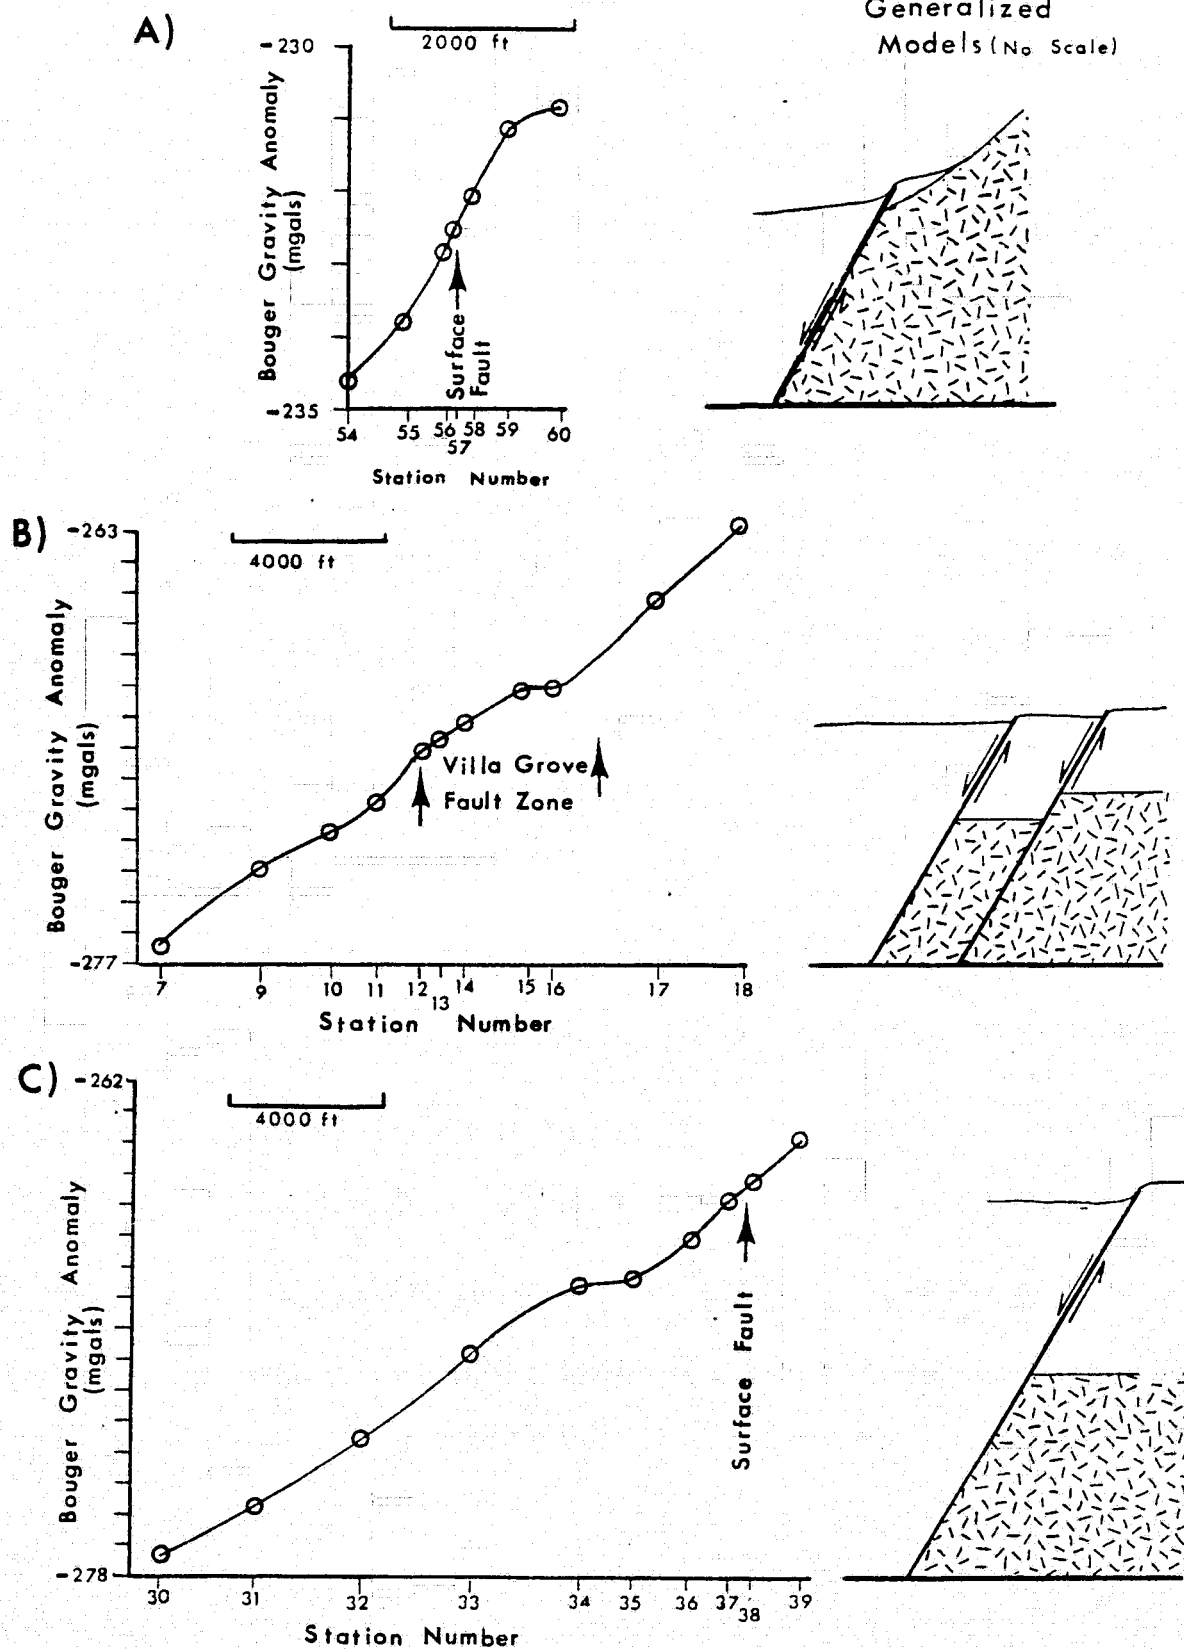 Generalized
Models (No Scale)
A)
2000 ft
-230
Bouger Gravity Anomaly
(mgals)
Surface
Fault
-235
54 55 56 57 58 59 60
Station Number
B)
-263
4000 ft
Bouger Gravity Anomaly
(mgals)
Villa Grove
Fault Zone
-277
7 9 10 11 12 13 14 15 16 17 18
Station Number
C)
-262
4000 ft
Bouger Gravity Anomaly
(mgals)
Surface Fault
-278
30 31 32 33 34 35 36 37 38 39
Station Number